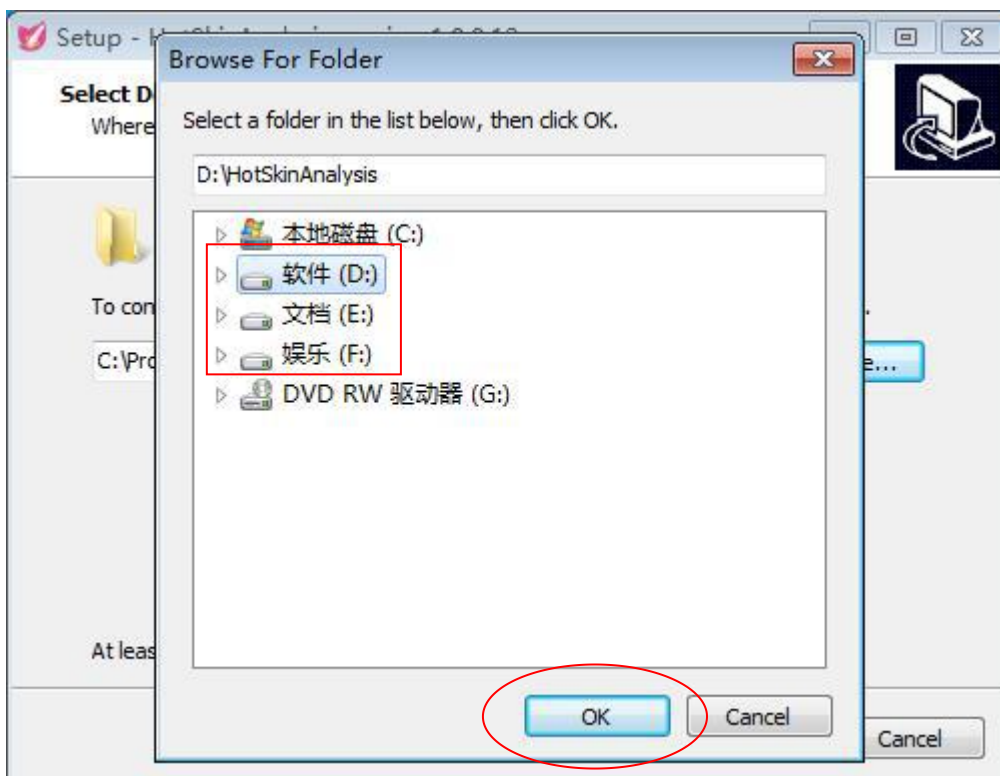 Setup -
Browse For Folder
Select D
Where
Select a folder in the list below, then click OK.
D:\HotSkinAnalysis
本地磁盘 (C:)
软件 (D:)
To con
文档 (E:)
C:\Pro
娱乐 (F:)
e...
DVD RW 驱动器 (G:)
At leas
OK
Cancel
Cancel